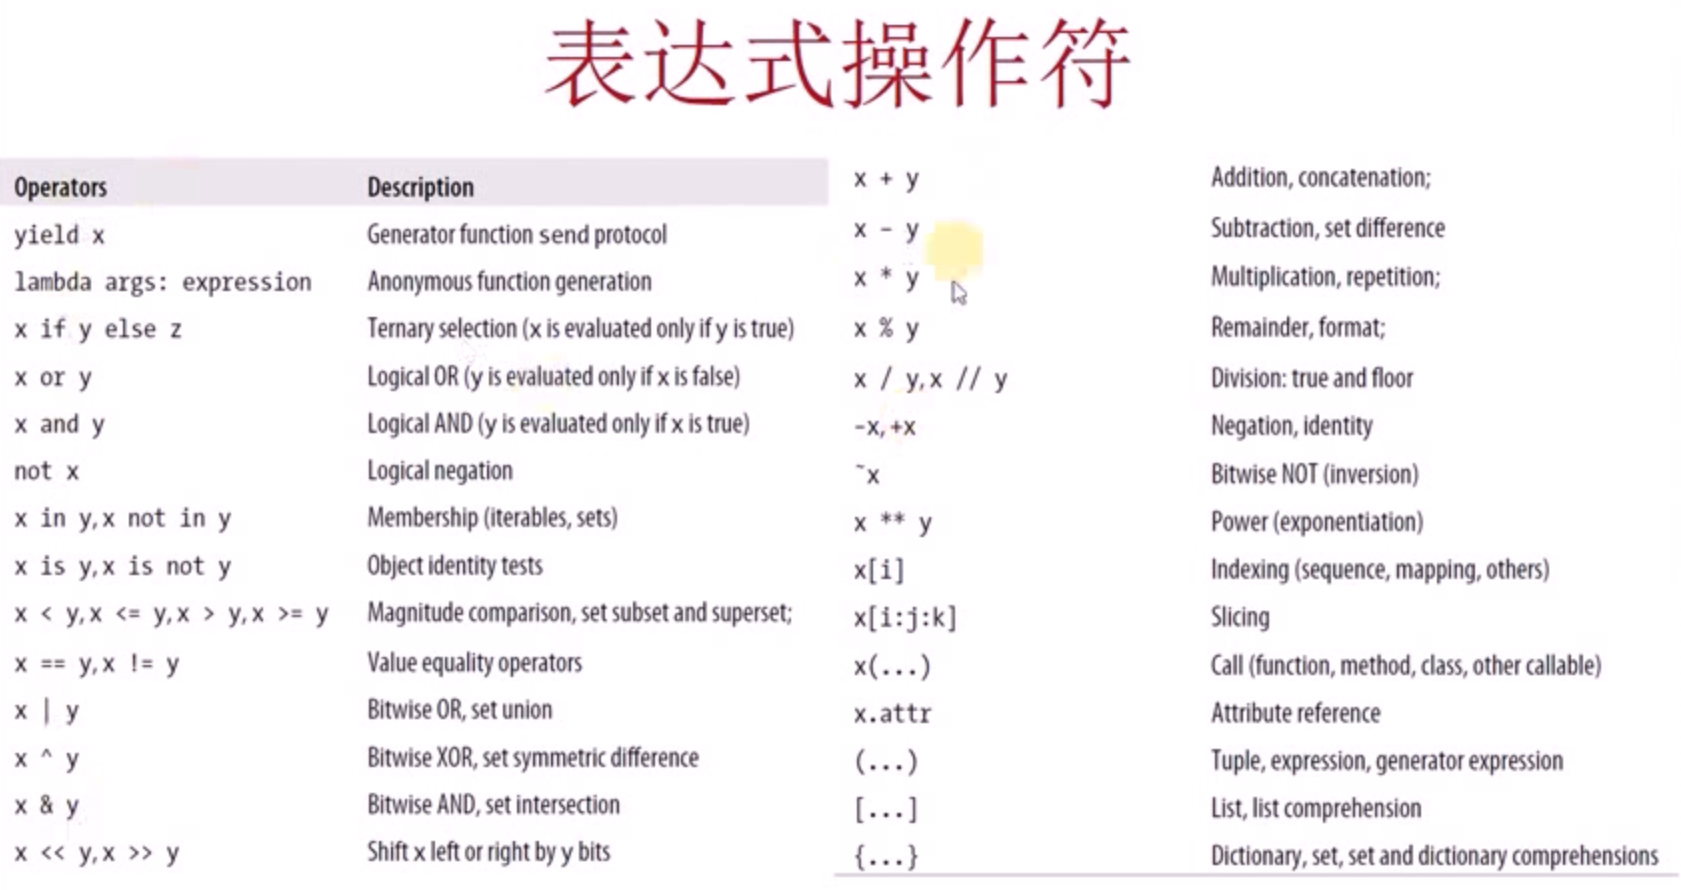 表达式操作符
Operators Description
yield x Generator function send protocol
lambda args: expression Anonymous function generation
x if y else z Ternary selection (x is evaluated only if y is true)
x or y Logical OR (y is evaluated only if x is false)
x and y Logical AND (y is evaluated only if x is true)
not x Logical negation
x in y,x not in y Membership (iterables, sets)
x is y,x is not y Object identity tests
x < y,x <= y,x > y,x >= y Magnitude comparison, set subset and superset;
x == y,x != y Value equality operators
x | y Bitwise OR, set union
x ^ y Bitwise XOR, set symmetric difference
x & y Bitwise AND, set intersection
x << y,x >> y Shift x left or right by y bits
x + y Addition, concatenation;
x - y Subtraction, set difference
x * y Multiplication, repetition;
x % y Remainder, format;
x / y,x // y Division: true and floor
-x,+x Negation, identity
~x Bitwise NOT (inversion)
x ** y Power (exponentiation)
x[i] Indexing (sequence, mapping, others)
x[i:j:k] Slicing
x(...) Call (function, method, class, other callable)
x.attr Attribute reference
(...) Tuple, expression, generator expression
[...] List, list comprehension
{...} Dictionary, set, set and dictionary comprehensions